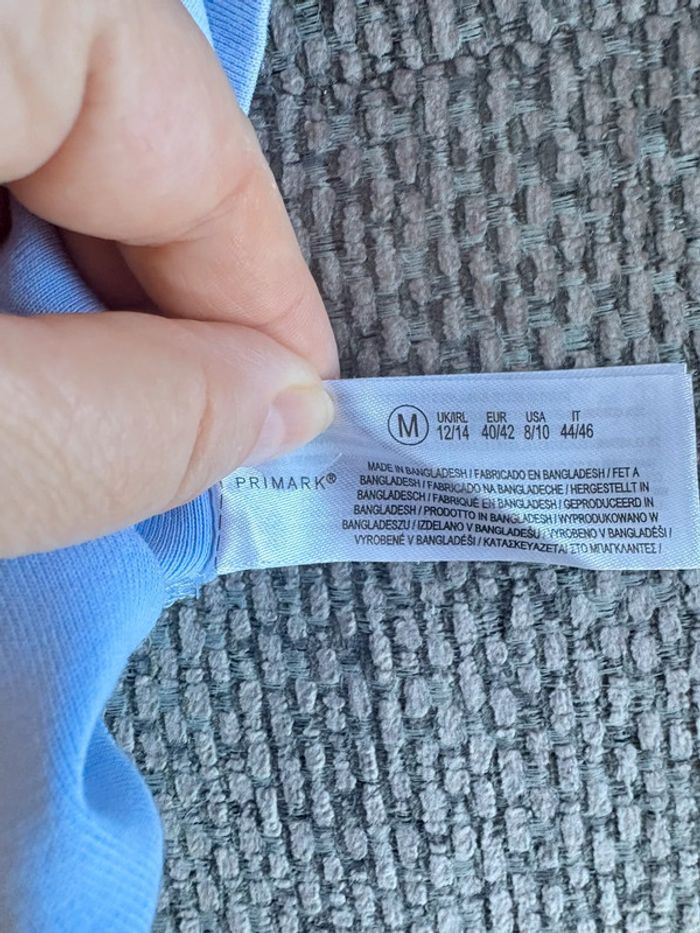 M
UK/IRL EUR USA IT
12/14 40/42 8/10 44/46
PRIMARK®
MADE IN BANGLADESH / FABRICADO EN BANGLADESH / FET A
BANGLADESH / FABRICADO NA BANGLADECHE / HERGESTELLT IN
BANGLADESCH / FABRIQUÉ EN BANGLADESH / GEPRODUCEERD IN
BANGLADESH / PRODOTTO IN BANGLADESH / WYPRODUKOWANO W
BANGLADESZU / IZDELANO V BANGLADEŠU / VYROBENO V BANGLADÉŠI /
VYROBENÉ V BANGLADÉŠI / ΚΑΤΑΣΚΕΥΑΖΕΤΑΙ ΣΤΟ ΜΠΑΓΚΛΑΝΤΕΣ /